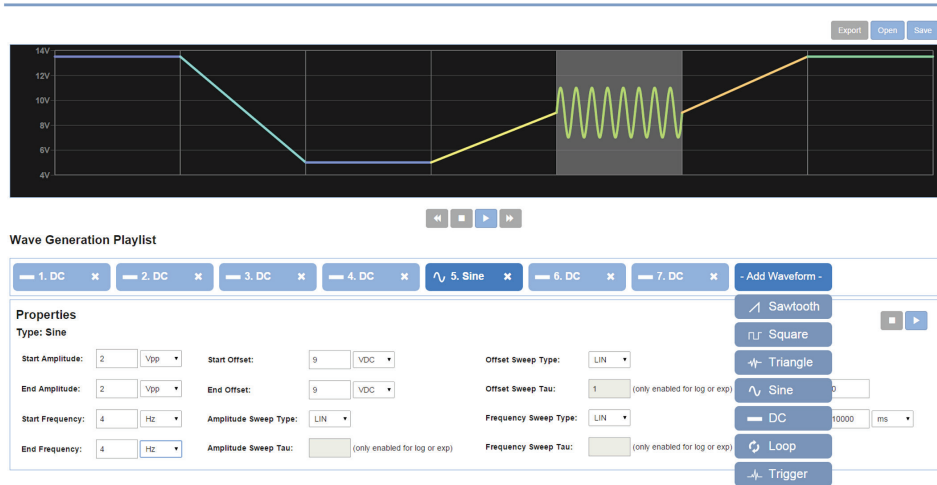 Export Open Save
14V
12V
10V
8V
6V
4V
Wave Generation Playlist
1. DC
2. DC
3. DC
4. DC
5. Sine
6. DC
7. DC
- Add Waveform -
Sawtooth
Square
Triangle
Sine
DC
Loop
Trigger
Properties
Type: Sine
Start Amplitude: 2 Vpp
Start Offset: 9 VDC
Offset Sweep Type: LIN
End Amplitude: 2 Vpp
End Offset: 9 VDC
Offset Sweep Tau: 1 (only enabled for log or exp)
0
Start Frequency: 4 Hz
Amplitude Sweep Type: LIN
Frequency Sweep Type: LIN
10000 ms
End Frequency: 4 Hz
Amplitude Sweep Tau: (only enabled for log or exp)
Frequency Sweep Tau: (only enabled for log or exp)